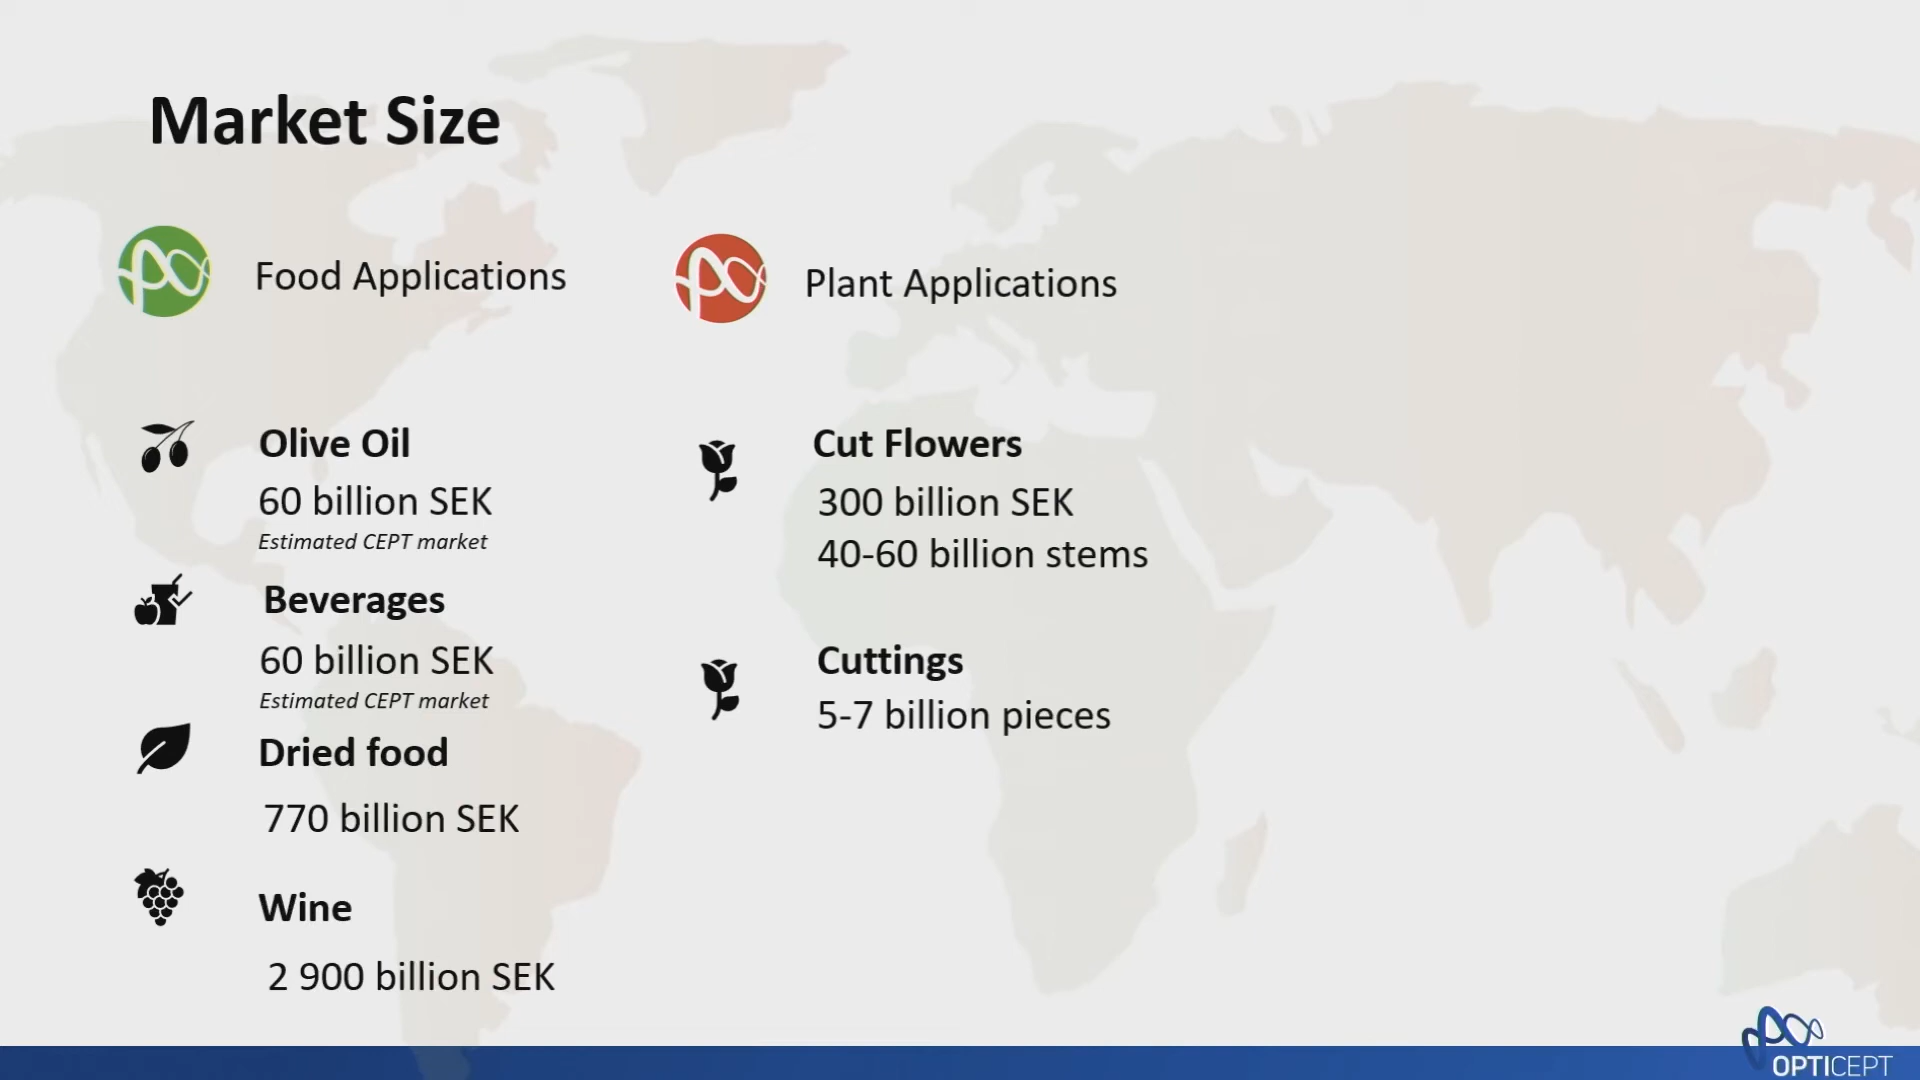 Market Size
Food Applications
Olive Oil
60 billion SEK
Estimated CEPT market
Beverages
60 billion SEK
Estimated CEPT market
Dried food
770 billion SEK
Wine
2 900 billion SEK
Plant Applications
Cut Flowers
300 billion SEK
40-60 billion stems
Cuttings
5-7 billion pieces
OPTICEPT